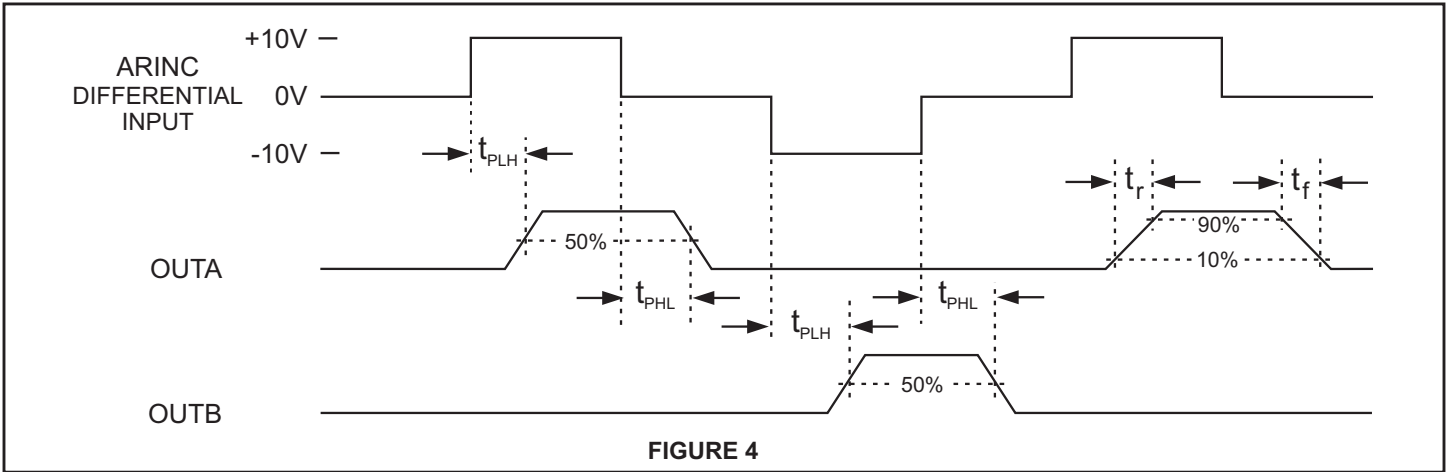 +10V
ARINC
DIFFERENTIAL
INPUT
0V
-10V
tPLH
tr
tf
50%
90%
10%
OUTA
tPHL
tPLH
tPHL
50%
OUTB
FIGURE 4